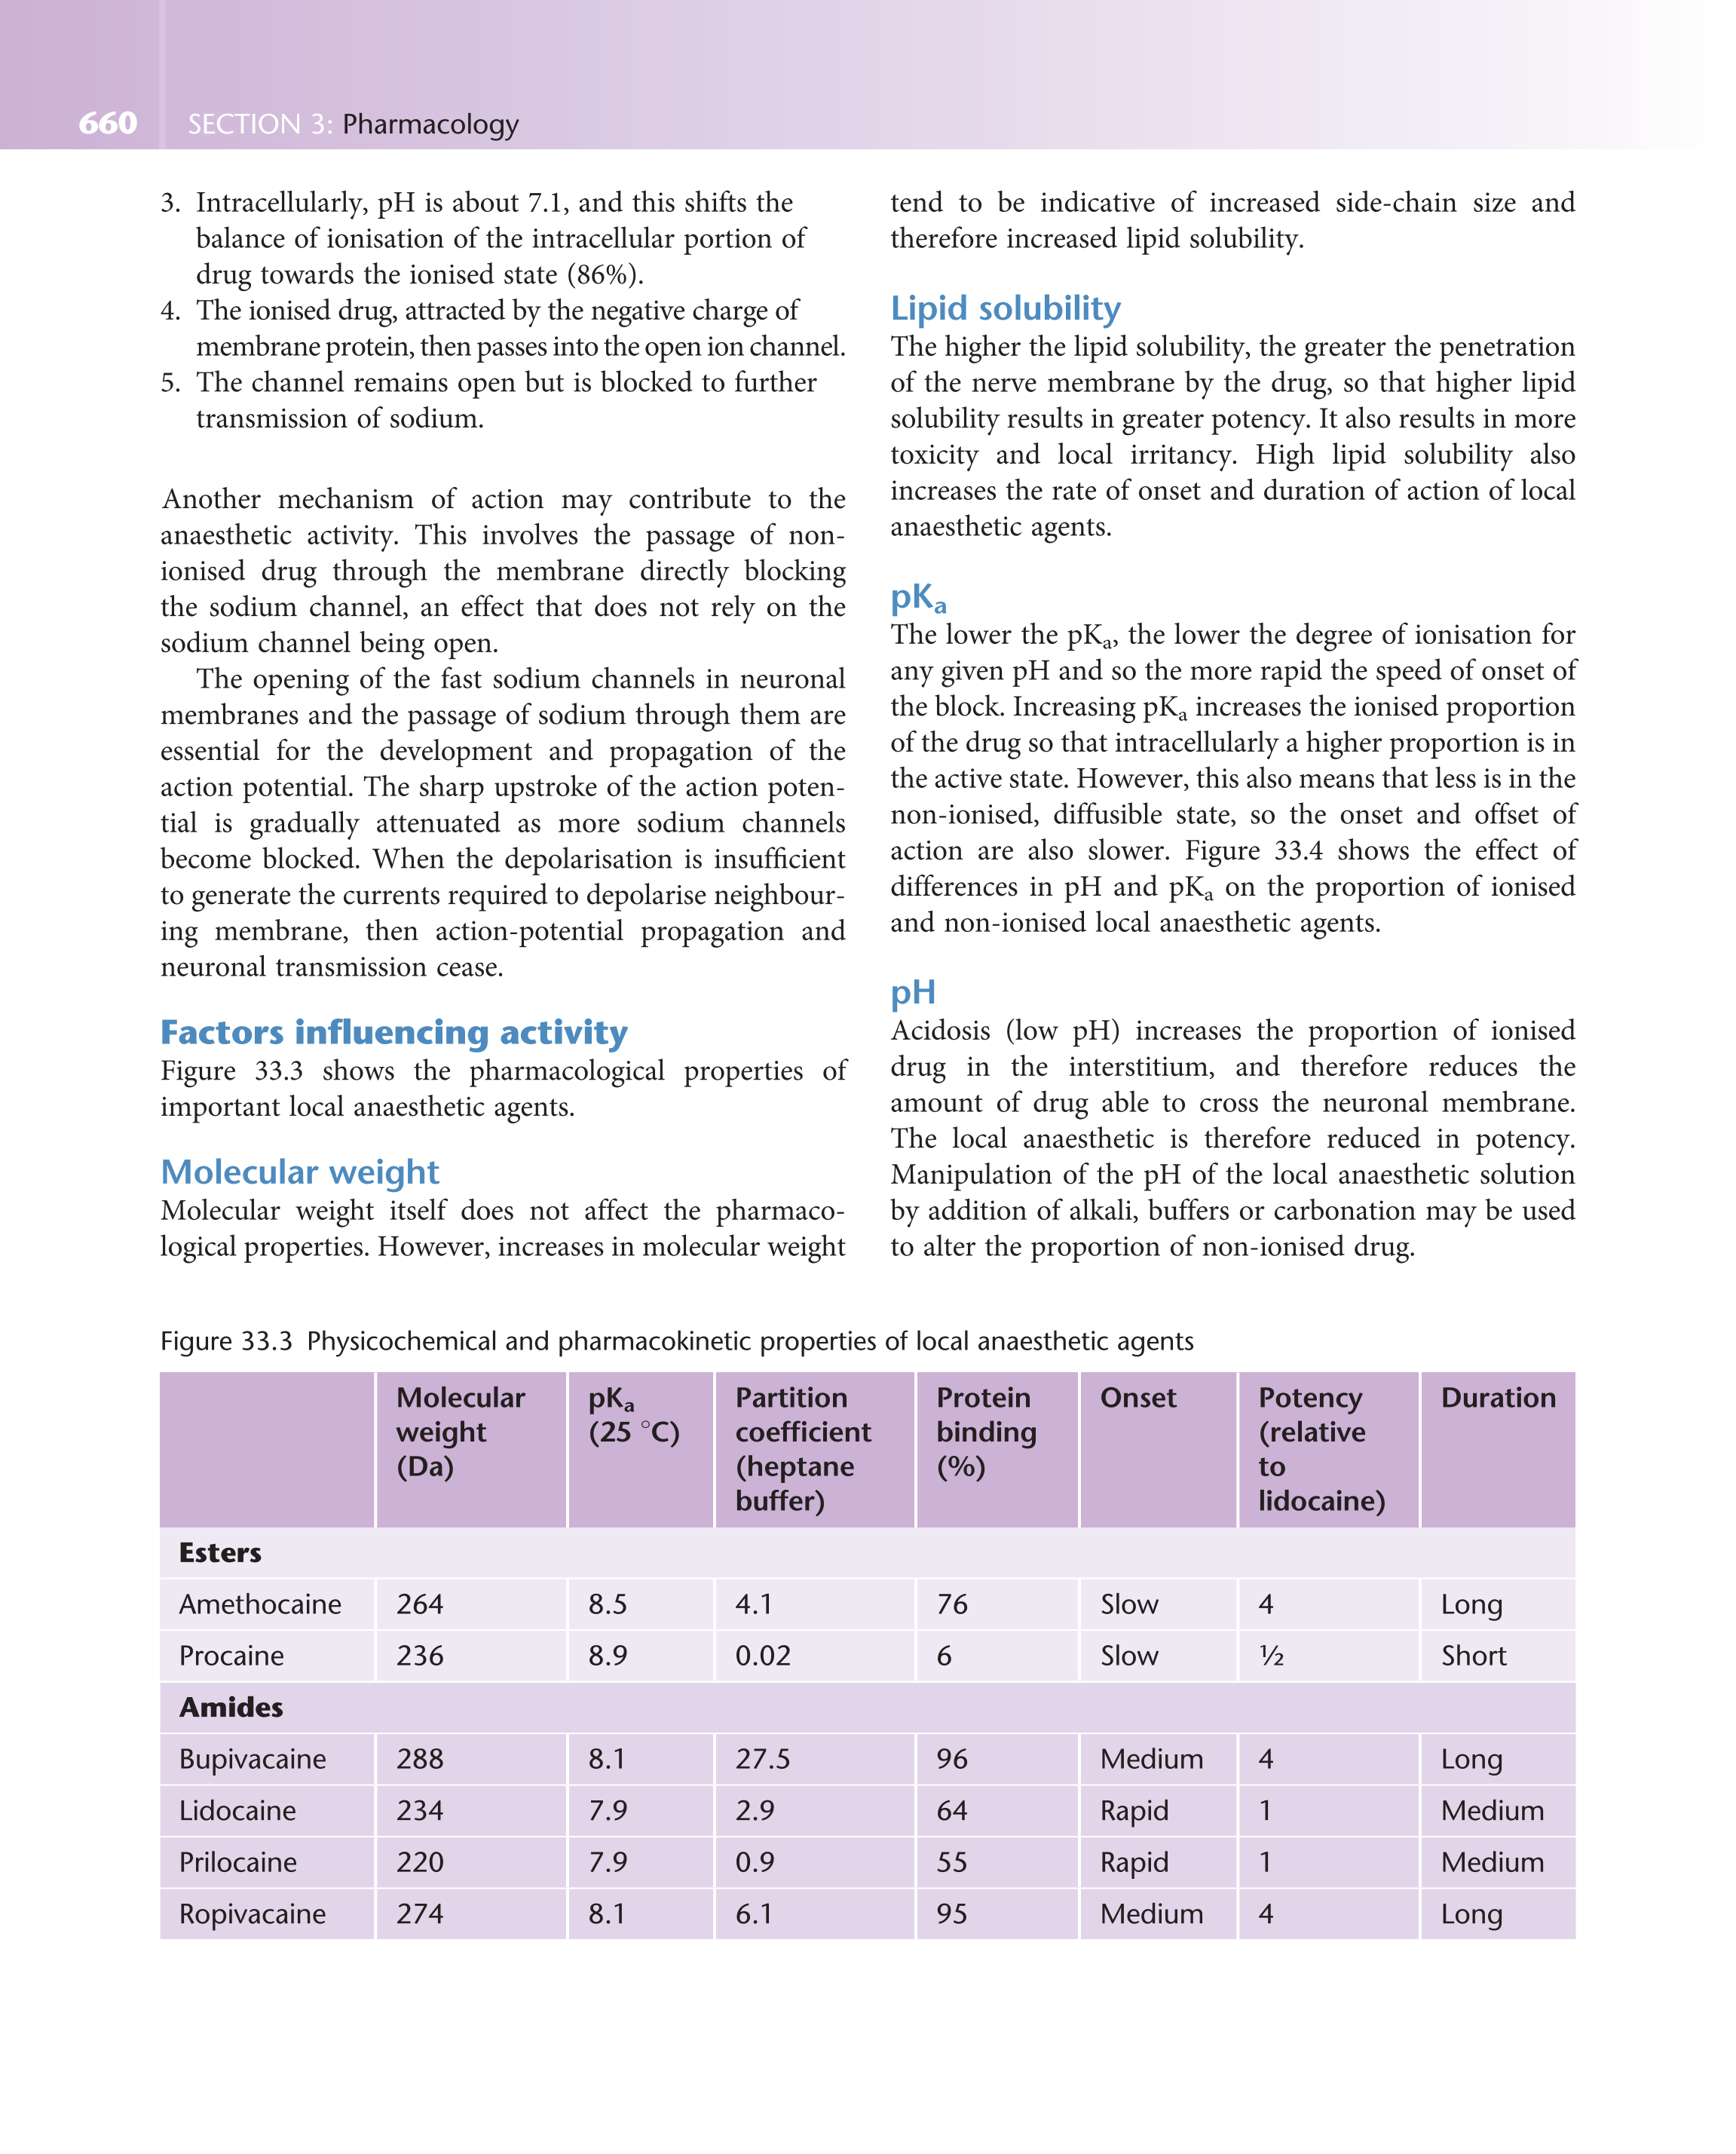 660 SECTION 3: Pharmacology
3. Intracellularly, pH is about 7.1, and this shifts the
balance of ionisation of the intracellular portion of
drug towards the ionised state (86%).
4. The ionised drug, attracted by the negative charge of
membrane protein, then passes into the open ion channel.
5. The channel remains open but is blocked to further
transmission of sodium.
Another mechanism of action may contribute to the
anaesthetic activity. This involves the passage of non-
ionised drug through the membrane directly blocking
the sodium channel, an effect that does not rely on the
sodium channel being open.
The opening of the fast sodium channels in neuronal
membranes and the passage of sodium through them are
essential for the development and propagation of the
action potential. The sharp upstroke of the action poten-
tial is gradually attenuated as more sodium channels
become blocked. When the depolarisation is insufficient
to generate the currents required to depolarise neighbour-
ing membrane, then action-potential propagation and
neuronal transmission cease.
Factors influencing activity
Figure 33.3 shows the pharmacological properties of
important local anaesthetic agents.
Molecular weight
Molecular weight itself does not affect the pharmaco-
logical properties. However, increases in molecular weight
tend to be indicative of increased side-chain size and
therefore increased lipid solubility.
Lipid solubility
The higher the lipid solubility, the greater the penetration
of the nerve membrane by the drug, so that higher lipid
solubility results in greater potency. It also results in more
toxicity and local irritancy. High lipid solubility also
increases the rate of onset and duration of action of local
anaesthetic agents.
pKa
The lower the pKa, the lower the degree of ionisation for
any given pH and so the more rapid the speed of onset of
the block. Increasing pKa increases the ionised proportion
of the drug so that intracellularly a higher proportion is in
the active state. However, this also means that less is in the
non-ionised, diffusible state, so the onset and offset of
action are also slower. Figure 33.4 shows the effect of
differences in pH and pKa on the proportion of ionised
and non-ionised local anaesthetic agents.
pH
Acidosis (low pH) increases the proportion of ionised
drug in the interstitium, and therefore reduces the
amount of drug able to cross the neuronal membrane.
The local anaesthetic is therefore reduced in potency.
Manipulation of the pH of the local anaesthetic solution
by addition of alkali, buffers or carbonation may be used
to alter the proportion of non-ionised drug.
Figure 33.3 Physicochemical and pharmacokinetic properties of local anaesthetic agents
Molecular pKa Partition Protein Onset Potency Duration
weight (25 °C) coefficient binding (relative
(Da) (heptane (%) to
buffer) lidocaine)
Esters
Amethocaine 264 8.5 4.1 76 Slow 4 Long
Procaine 236 8.9 0.02 6 Slow ½ Short
Amides
Bupivacaine 288 8.1 27.5 96 Medium 4 Long
Lidocaine 234 7.9 2.9 64 Rapid 1 Medium
Prilocaine 220 7.9 0.9 55 Rapid 1 Medium
Ropivacaine 274 8.1 6.1 95 Medium 4 Long